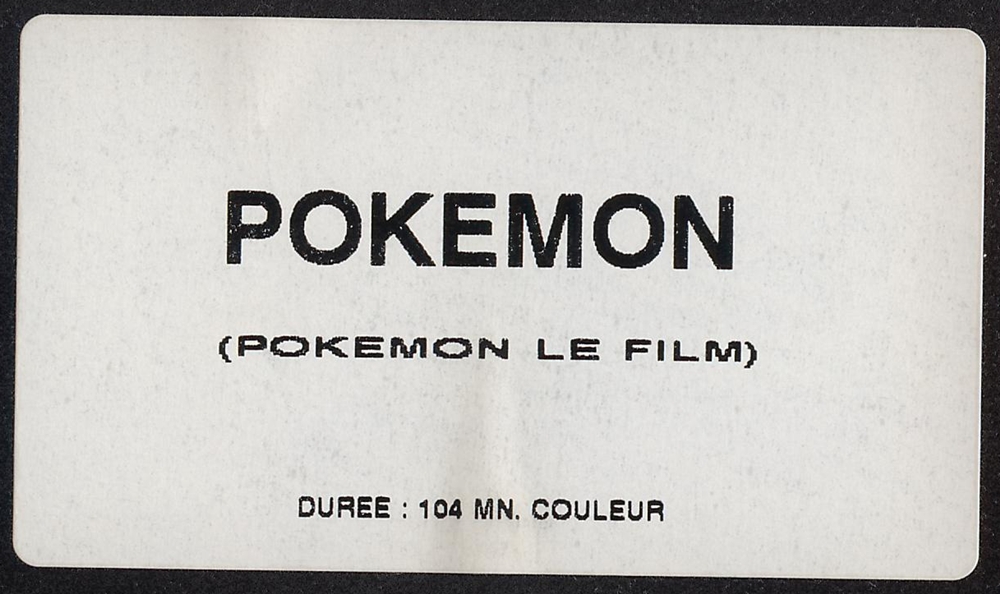 POKEMON
(POKEMON LE FILM)
DUREE : 104 MN. COULEUR